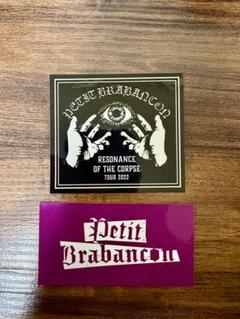 PETIT BRABANCON
RESONANCE
OF THE CORPSE
TOUR 2022
Petit
Brabancon